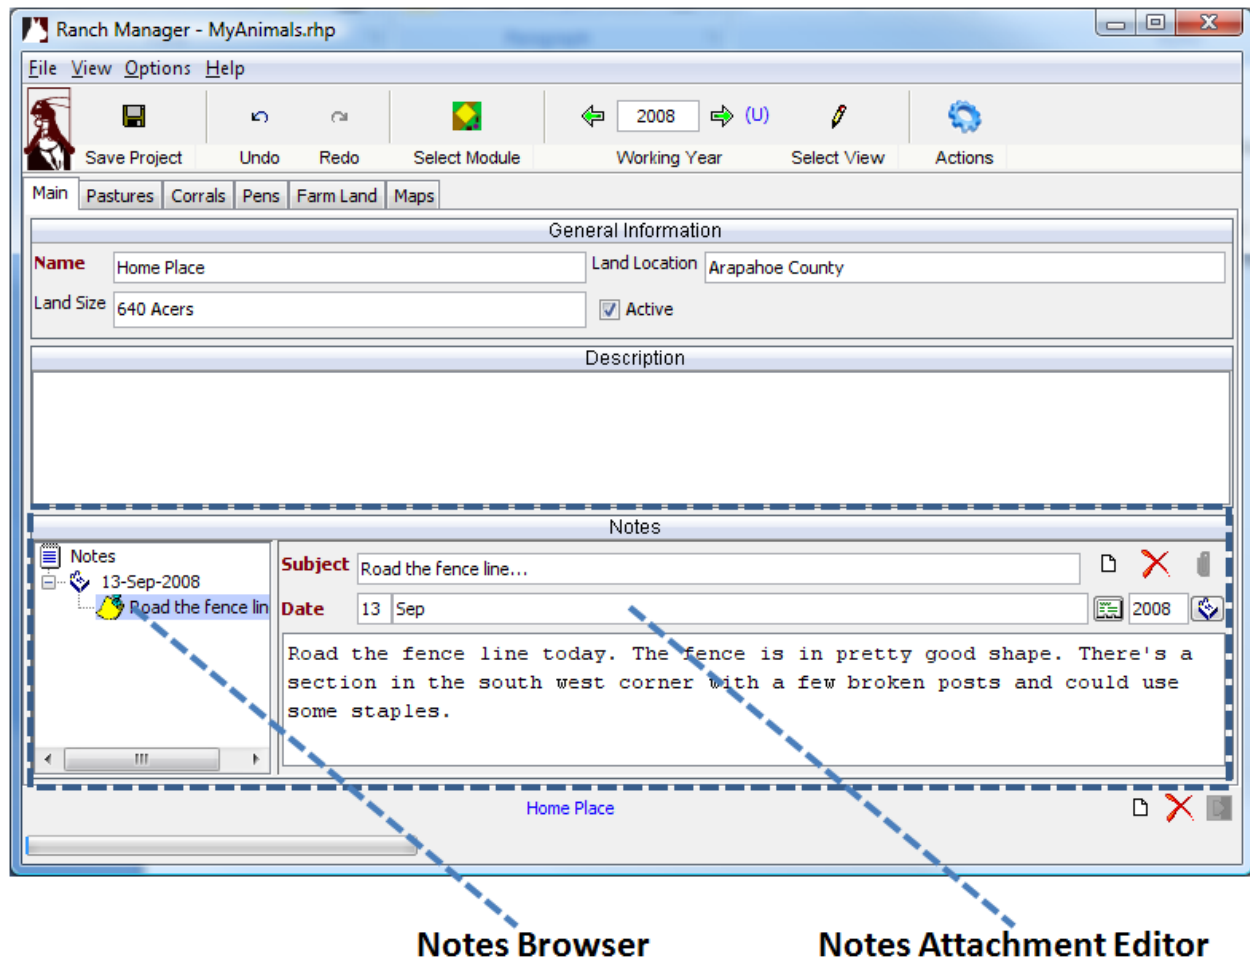 Ranch Manager - MyAnimals.rhp
File View Options Help
2008 (U)
Save Project Undo Redo Select Module Working Year Select View Actions
Main Pastures Corrals Pens Farm Land Maps
General Information
Name Home Place Land Location Arapahoe County
Land Size 640 Acers Active
Description
Notes
Notes
13-Sep-2008
Road the fence lin
Subject Road the fence line...
Date 13 Sep 2008
Road the fence line today. The fence is in pretty good shape. There's a
section in the south west corner with a few broken posts and could use
some staples.
Home Place
Notes Browser Notes Attachment Editor